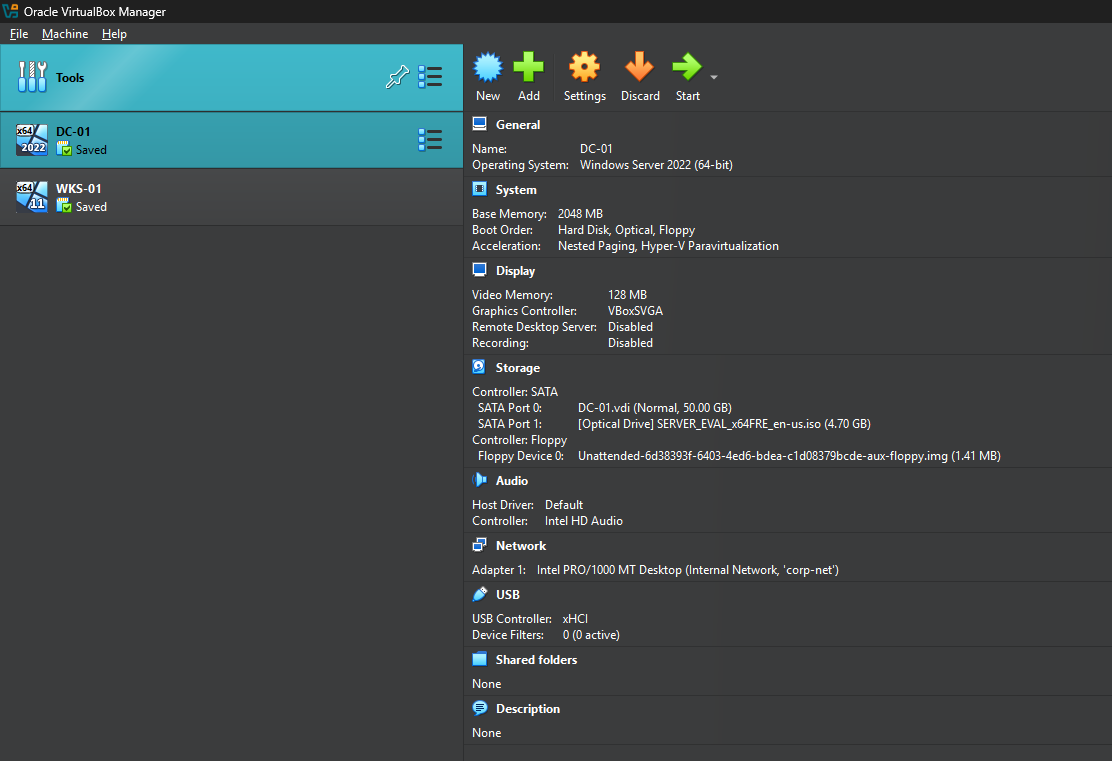 Oracle VirtualBox Manager
File Machine Help
Tools
x64
2022
DC-01
Saved
x64
11
WKS-01
Saved
New Add Settings Discard Start
General
Name: DC-01
Operating System: Windows Server 2022 (64-bit)
System
Base Memory: 2048 MB
Boot Order: Hard Disk, Optical, Floppy
Acceleration: Nested Paging, Hyper-V Paravirtualization
Display
Video Memory: 128 MB
Graphics Controller: VBoxSVGA
Remote Desktop Server: Disabled
Recording: Disabled
Storage
Controller: SATA
SATA Port 0: DC-01.vdi (Normal, 50.00 GB)
SATA Port 1: [Optical Drive] SERVER_EVAL_x64FRE_en-us.iso (4.70 GB)
Controller: Floppy
Floppy Device 0: Unattended-6d38393f-6403-4ed6-bdea-c1d08379bcde-aux-floppy.img (1.41 MB)
Audio
Host Driver: Default
Controller: Intel HD Audio
Network
Adapter 1: Intel PRO/1000 MT Desktop (Internal Network, 'corp-net')
USB
USB Controller: xHCI
Device Filters: 0 (0 active)
Shared folders
None
Description
None